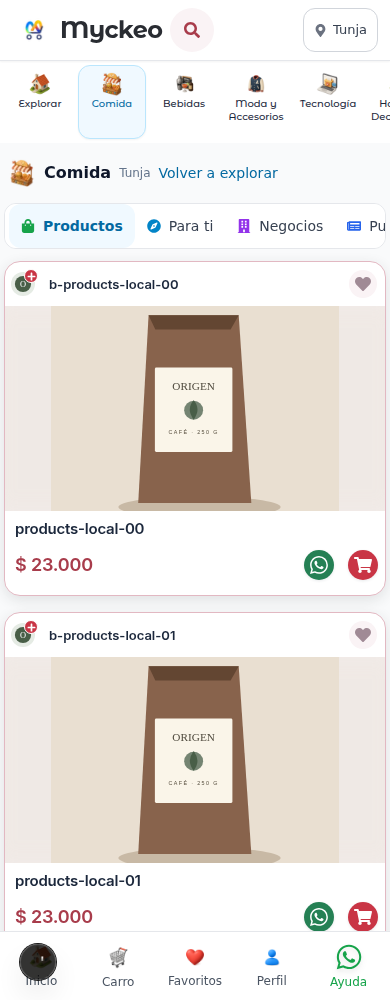 Myckeo
Tunja
Explorar
Comida
Bebidas
Moda y
Accesorios
Tecnología
Comida Tunja Volver a explorar
Productos
Para ti
Negocios
b-products-local-00
ORIGEN
CAFÉ · 250 G
products-local-00
$ 23.000
b-products-local-01
ORIGEN
CAFÉ · 250 G
products-local-01
$ 23.000
Inicio
Carro
Favoritos
Perfil
Ayuda